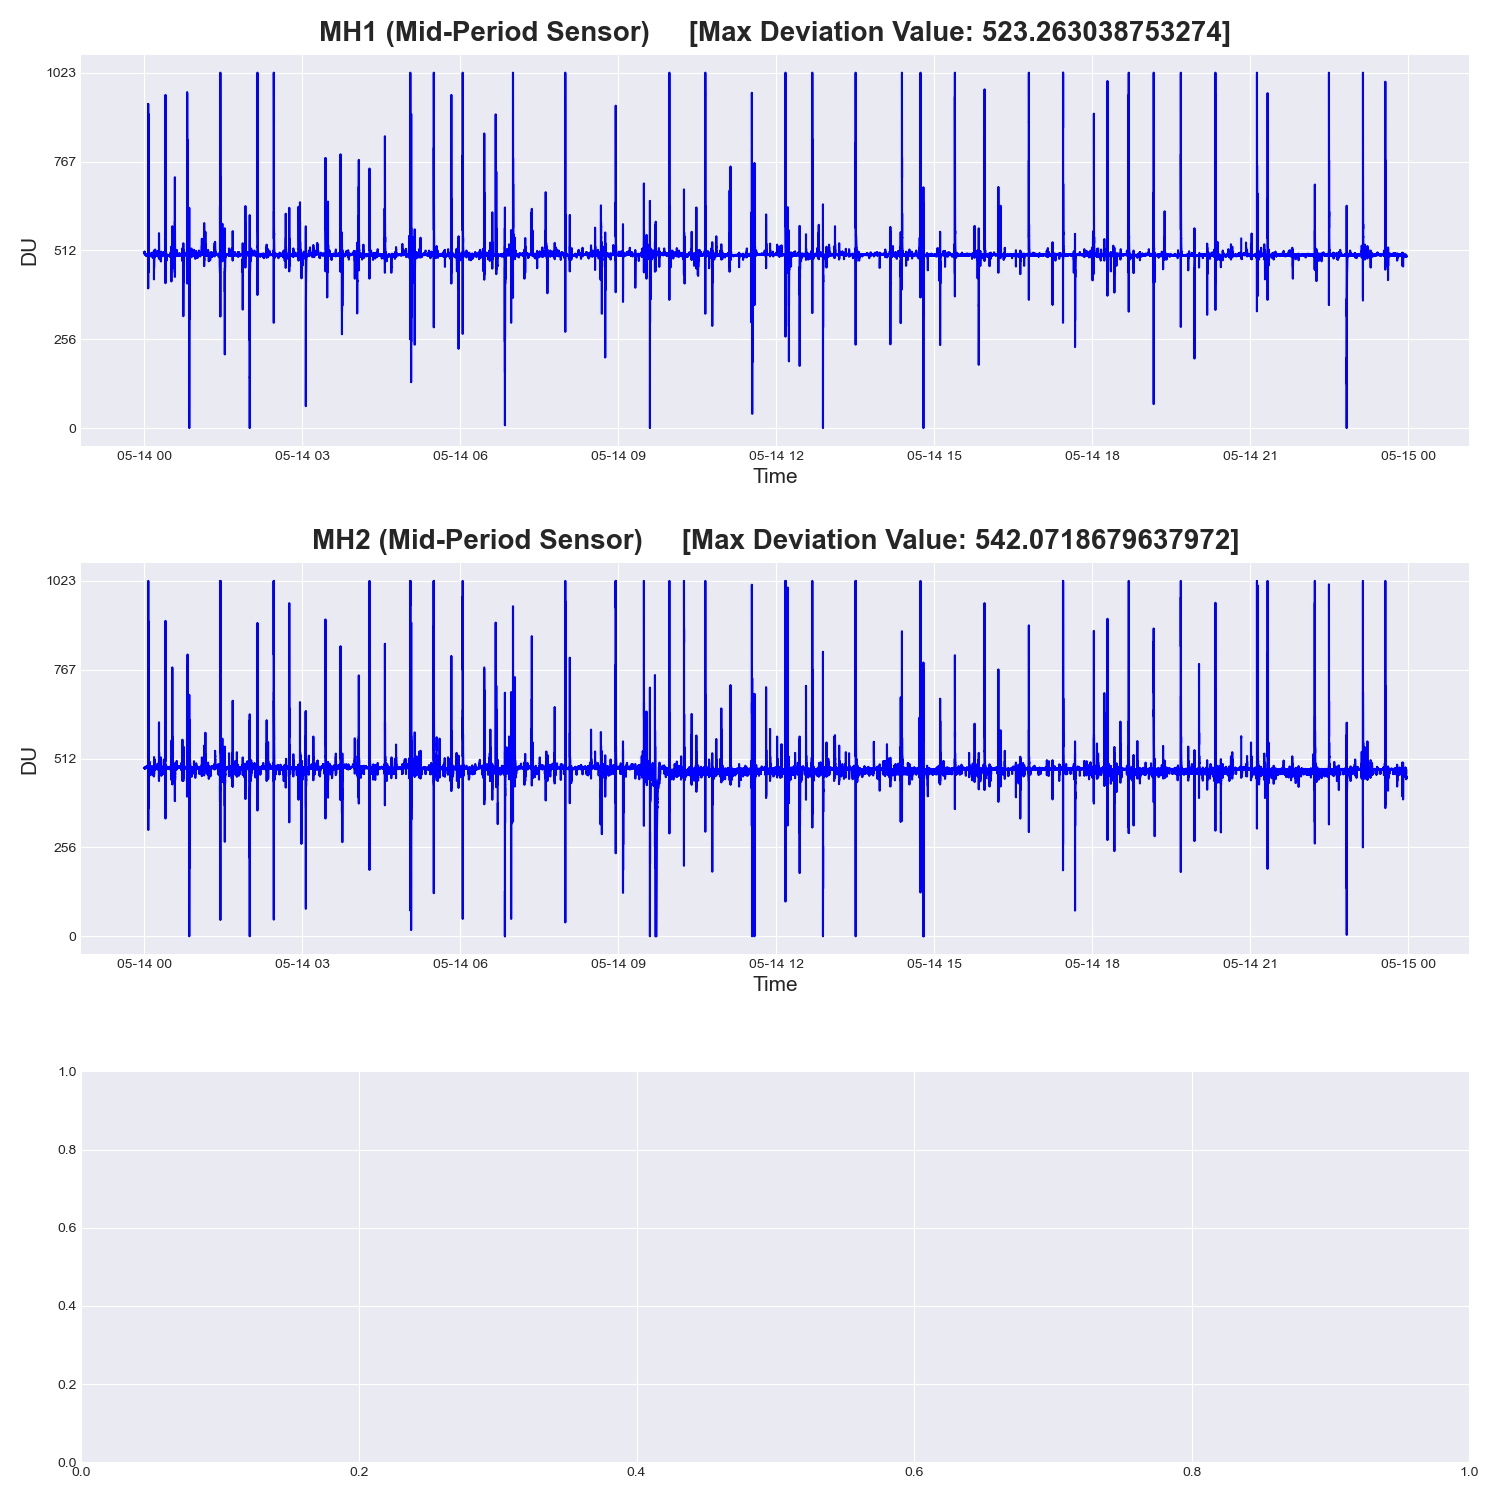 MH1 (Mid-Period Sensor) [Max Deviation Value: 523.263038753274]
1023
767
512
256
0
DU
05-14 00 05-14 03 05-14 06 05-14 09 05-14 12 05-14 15 05-14 18 05-14 21 05-15 00
Time
MH2 (Mid-Period Sensor) [Max Deviation Value: 542.0718679637972]
1023
767
512
256
0
DU
05-14 00 05-14 03 05-14 06 05-14 09 05-14 12 05-14 15 05-14 18 05-14 21 05-15 00
Time
1.0
0.8
0.6
0.4
0.2
0.0
0.0 0.2 0.4 0.6 0.8 1.0